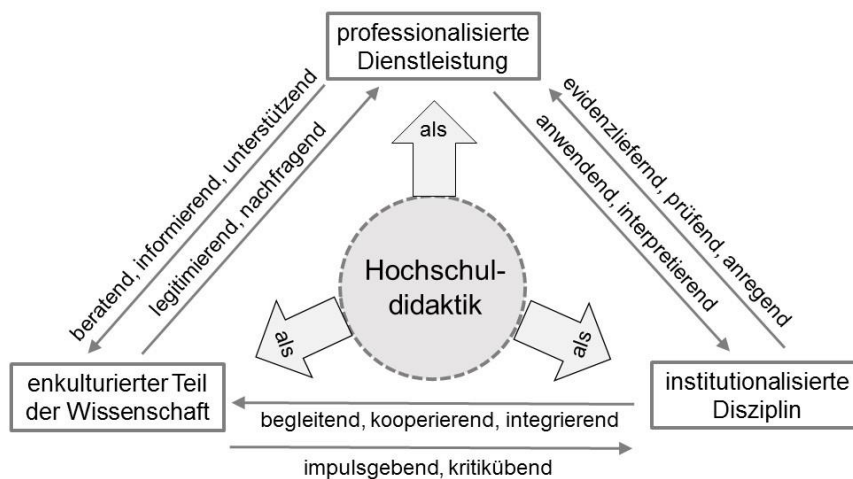 professionalisierte
Dienstleistung
beratend, informierend, unterstützend
legitimierend, nachfragend
als
anwendend, interpretierend
evidenzliefernd, prüfend, anregend
Hochschul-
didaktik
als
als
enkulturierter Teil
der Wissenschaft
institutionalisierte
Disziplin
begleitend, kooperierend, integrierend
impulsgebend, kritikübend